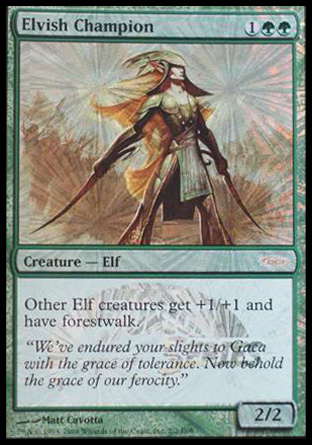 Elvish Champion 1
DCI
Creature — Elf
Other Elf creatures get +1/+1 and
have forestwalk.
“We’ve endured your slights to Gaea
with the grace of tolerance. Now behold
the grace of our ferocity.”
Matt Cavotta
2/2